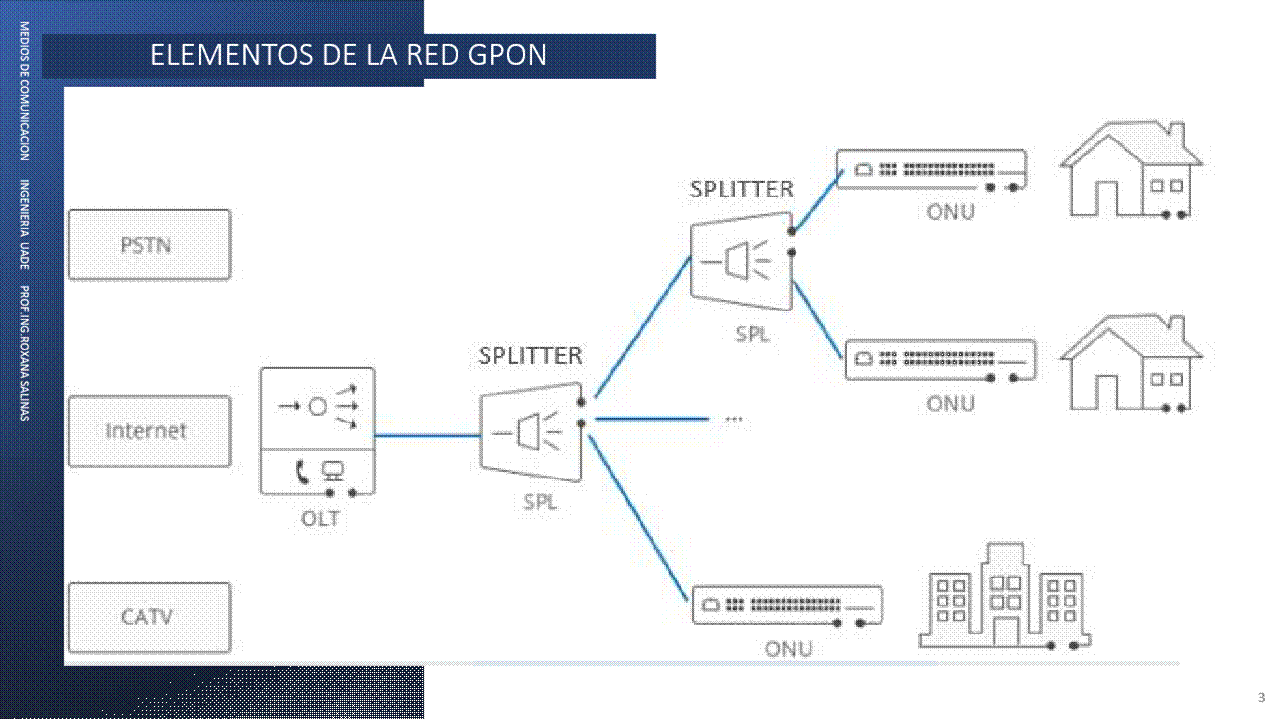 ELEMENTOS DE LA RED GPON
MEDIOS DE COMUNICACION INGENIERIA UADE PROF.ING ROXANA SALINAS
SPLITTER
ONU
PSTN
SPL
SPLITTER
ONU
Internet
...
SPL
OLT
CATV
ONU
3